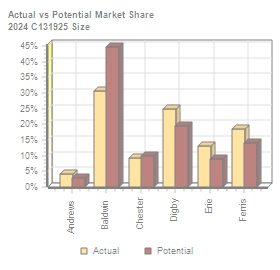 Actual vs Potential Market Share
2024 C131925 Size
45%
40%
35%
30%
25%
20%
15%
10%
5%
0%
Andrews
Baldwin
Chester
Digby
Erie
Ferris
Actual
Potential